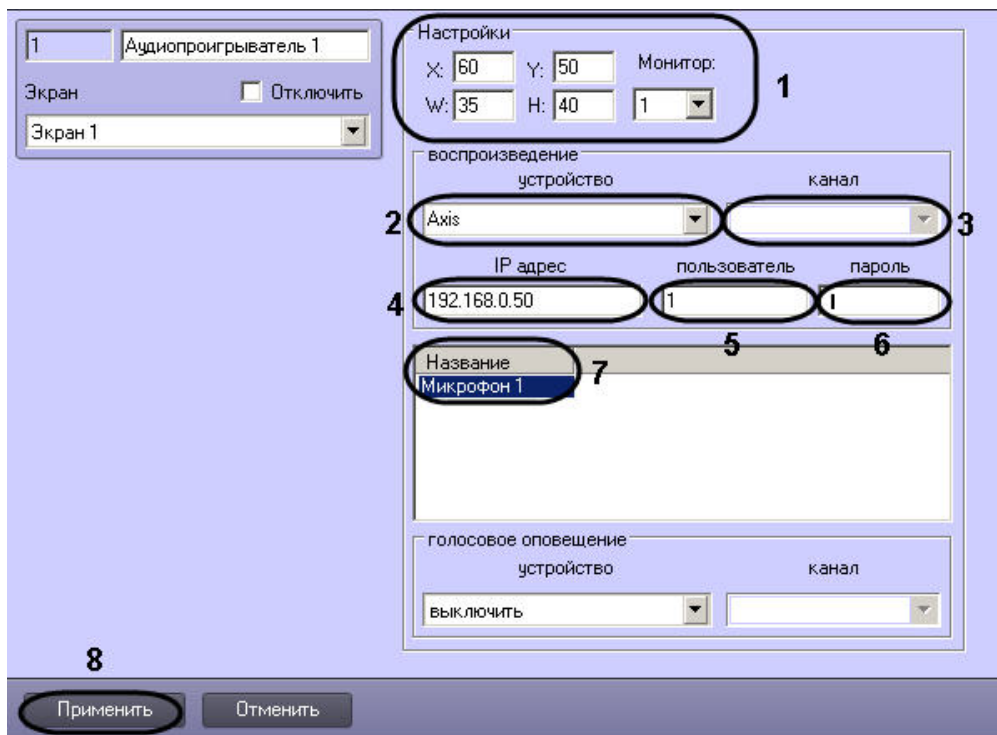 1 Аудиопроигрыватель 1
Экран Отключить
Экран 1
Настройки
X: 60 Y: 50 Монитор:
W: 35 H: 40 1
1
воспроизведение
устройство канал
2 Axis 3
IP адрес пользователь пароль
4 192.168.0.50 1
5 6
Название
7
Микрофон 1
голосовое оповещение
устройство канал
выключить
8
Применить Отменить